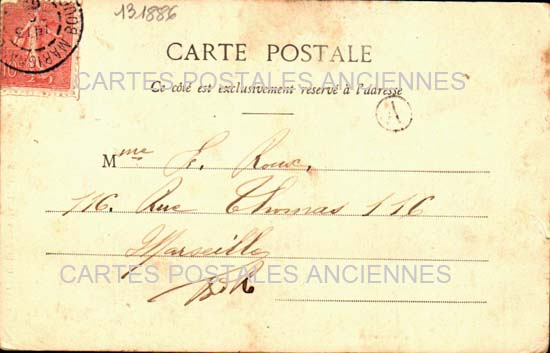 131886
CARTE POSTALE
CARTES POSTALES ANCIENNES
Ce côté est exclusivement réservé à l'adresse
A
Mme F. Roux,
116. Rue Thomas 116
Marseille
CARTES POSTALES ANCIENNES
BdR